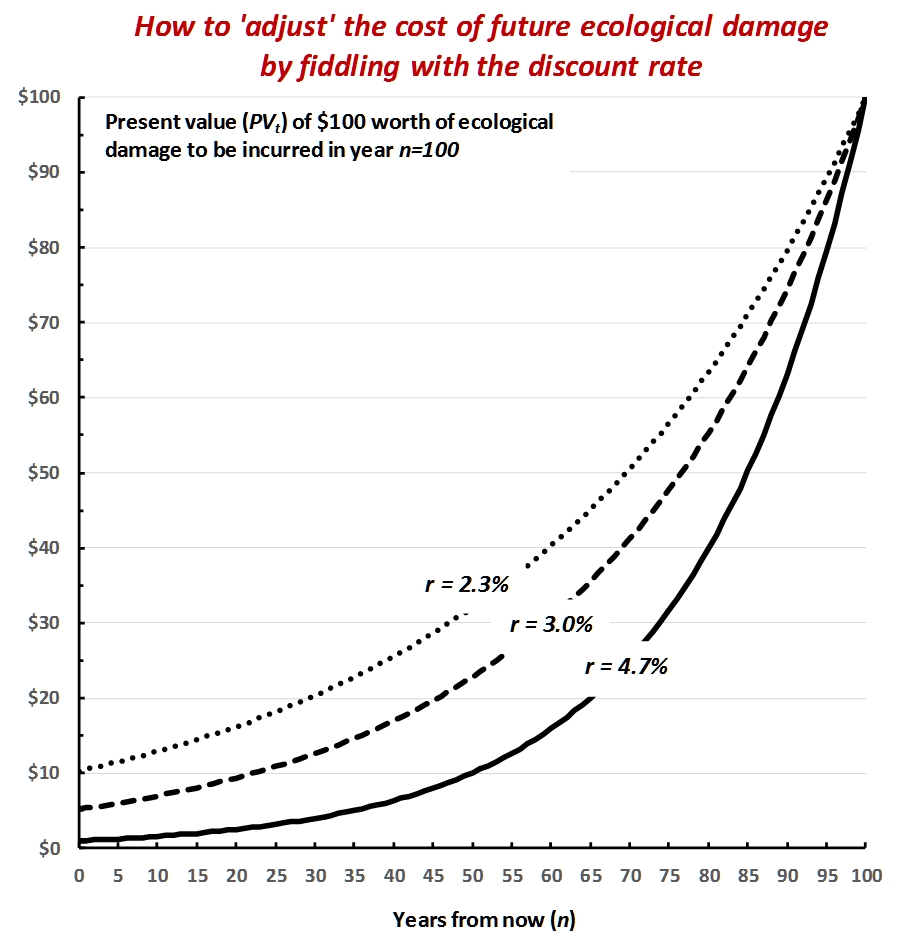 How to 'adjust' the cost of future ecological damage
by fiddling with the discount rate
Present value (PVt) of $100 worth of ecological
damage to be incurred in year n=100
$100
$90
$80
$70
$60
$50
$40
$30
$20
$10
$0
r = 2.3%
r = 3.0%
r = 4.7%
0 5 10 15 20 25 30 35 40 45 50 55 60 65 70 75 80 85 90 95 100
Years from now (n)